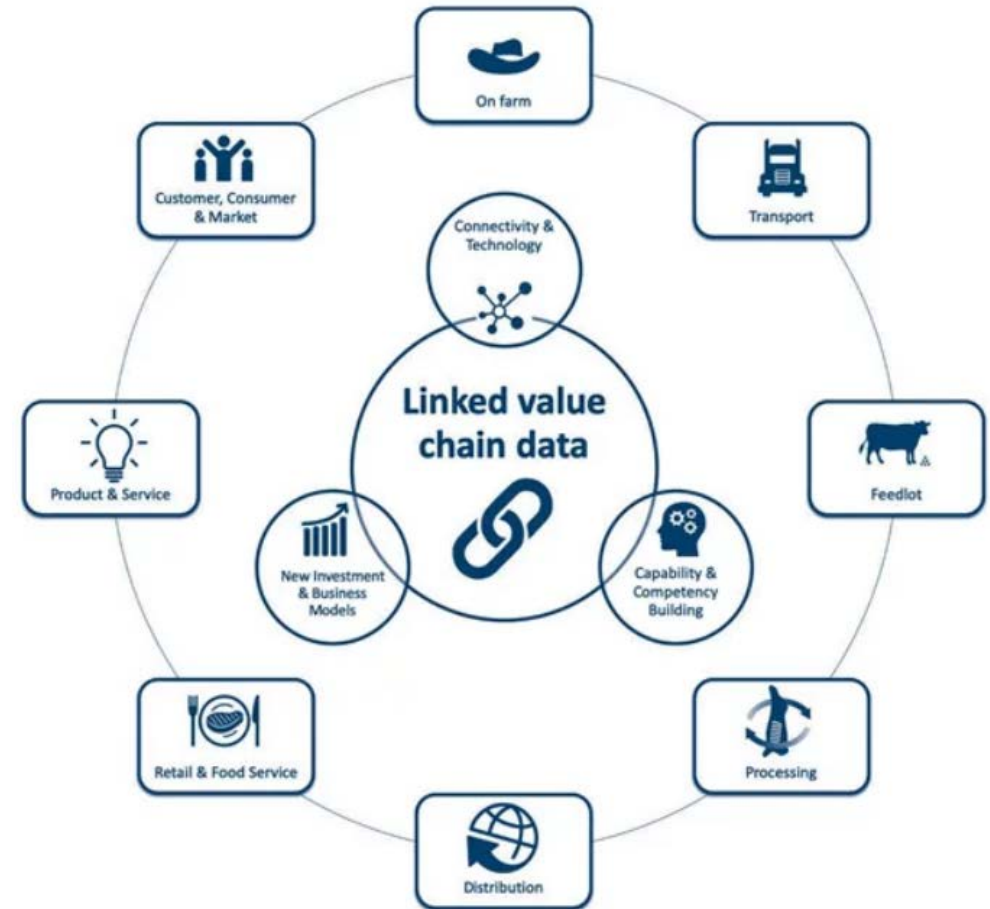 On farm
Transport
Feedlot
Processing
Distribution
Retail & Food Service
Product & Service
Customer, Consumer
& Market
Connectivity &
Technology
Linked value
chain data
New Investment
& Business
Models
Capability &
Competency
Building